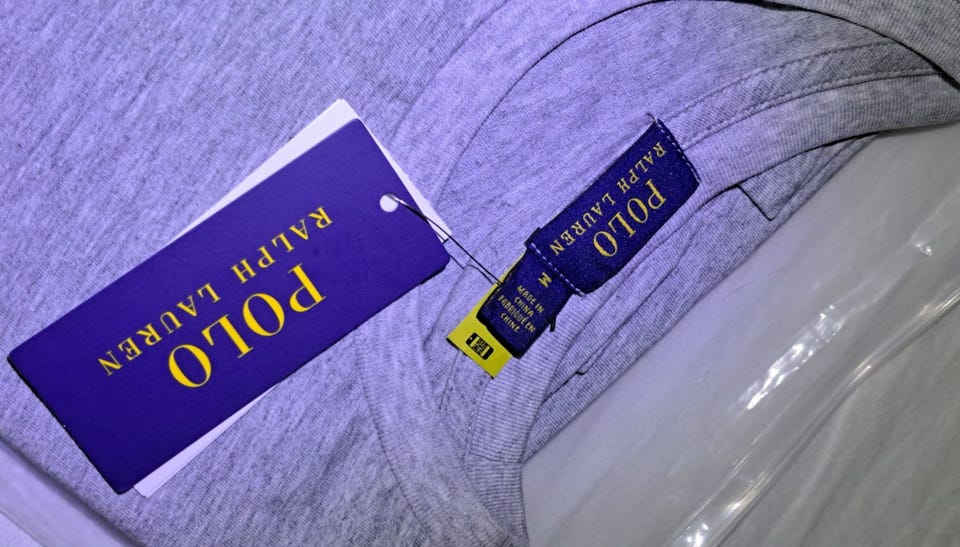 POLO
RALPH LAUREN
POLO
RALPH LAUREN
M
MADE IN
CHINA
FABRIQUÉ EN
CHINE